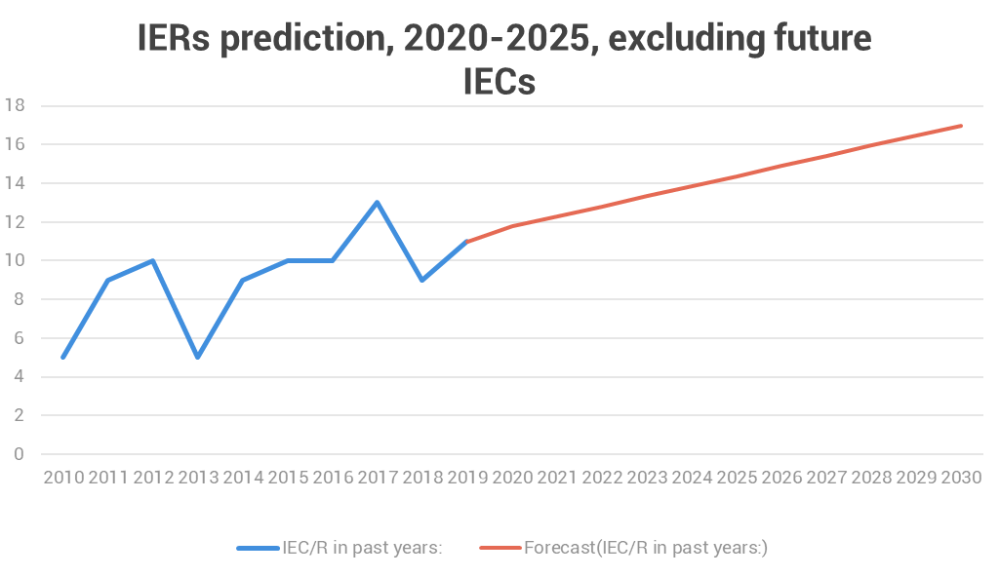 IERs prediction, 2020-2025, excluding future
IECs
18
16
14
12
10
8
6
4
2
0
2010 2011 2012 2013 2014 2015 2016 2017 2018 2019 2020 2021 2022 2023 2024 2025 2026 2027 2028 2029 2030
IEC/R in past years: Forecast(IEC/R in past years:)